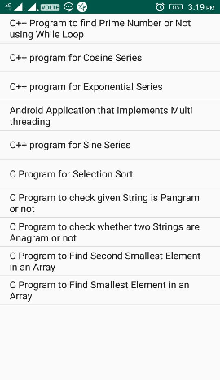 3:19 PM
C++ Program to find Prime Number or Not
using While Loop
C++ program for Cosine Series
C++ program for Exponential Series
Android Application that Implements Multi
threading
C++ program for Sine Series
C Program for Selection Sort
C Program to check given String is Pangram
or not
C Program to check whether two Strings are
Anagram or not
C Program to Find Second Smallest Element
in an Array
C Program to Find Smallest Element in an
Array